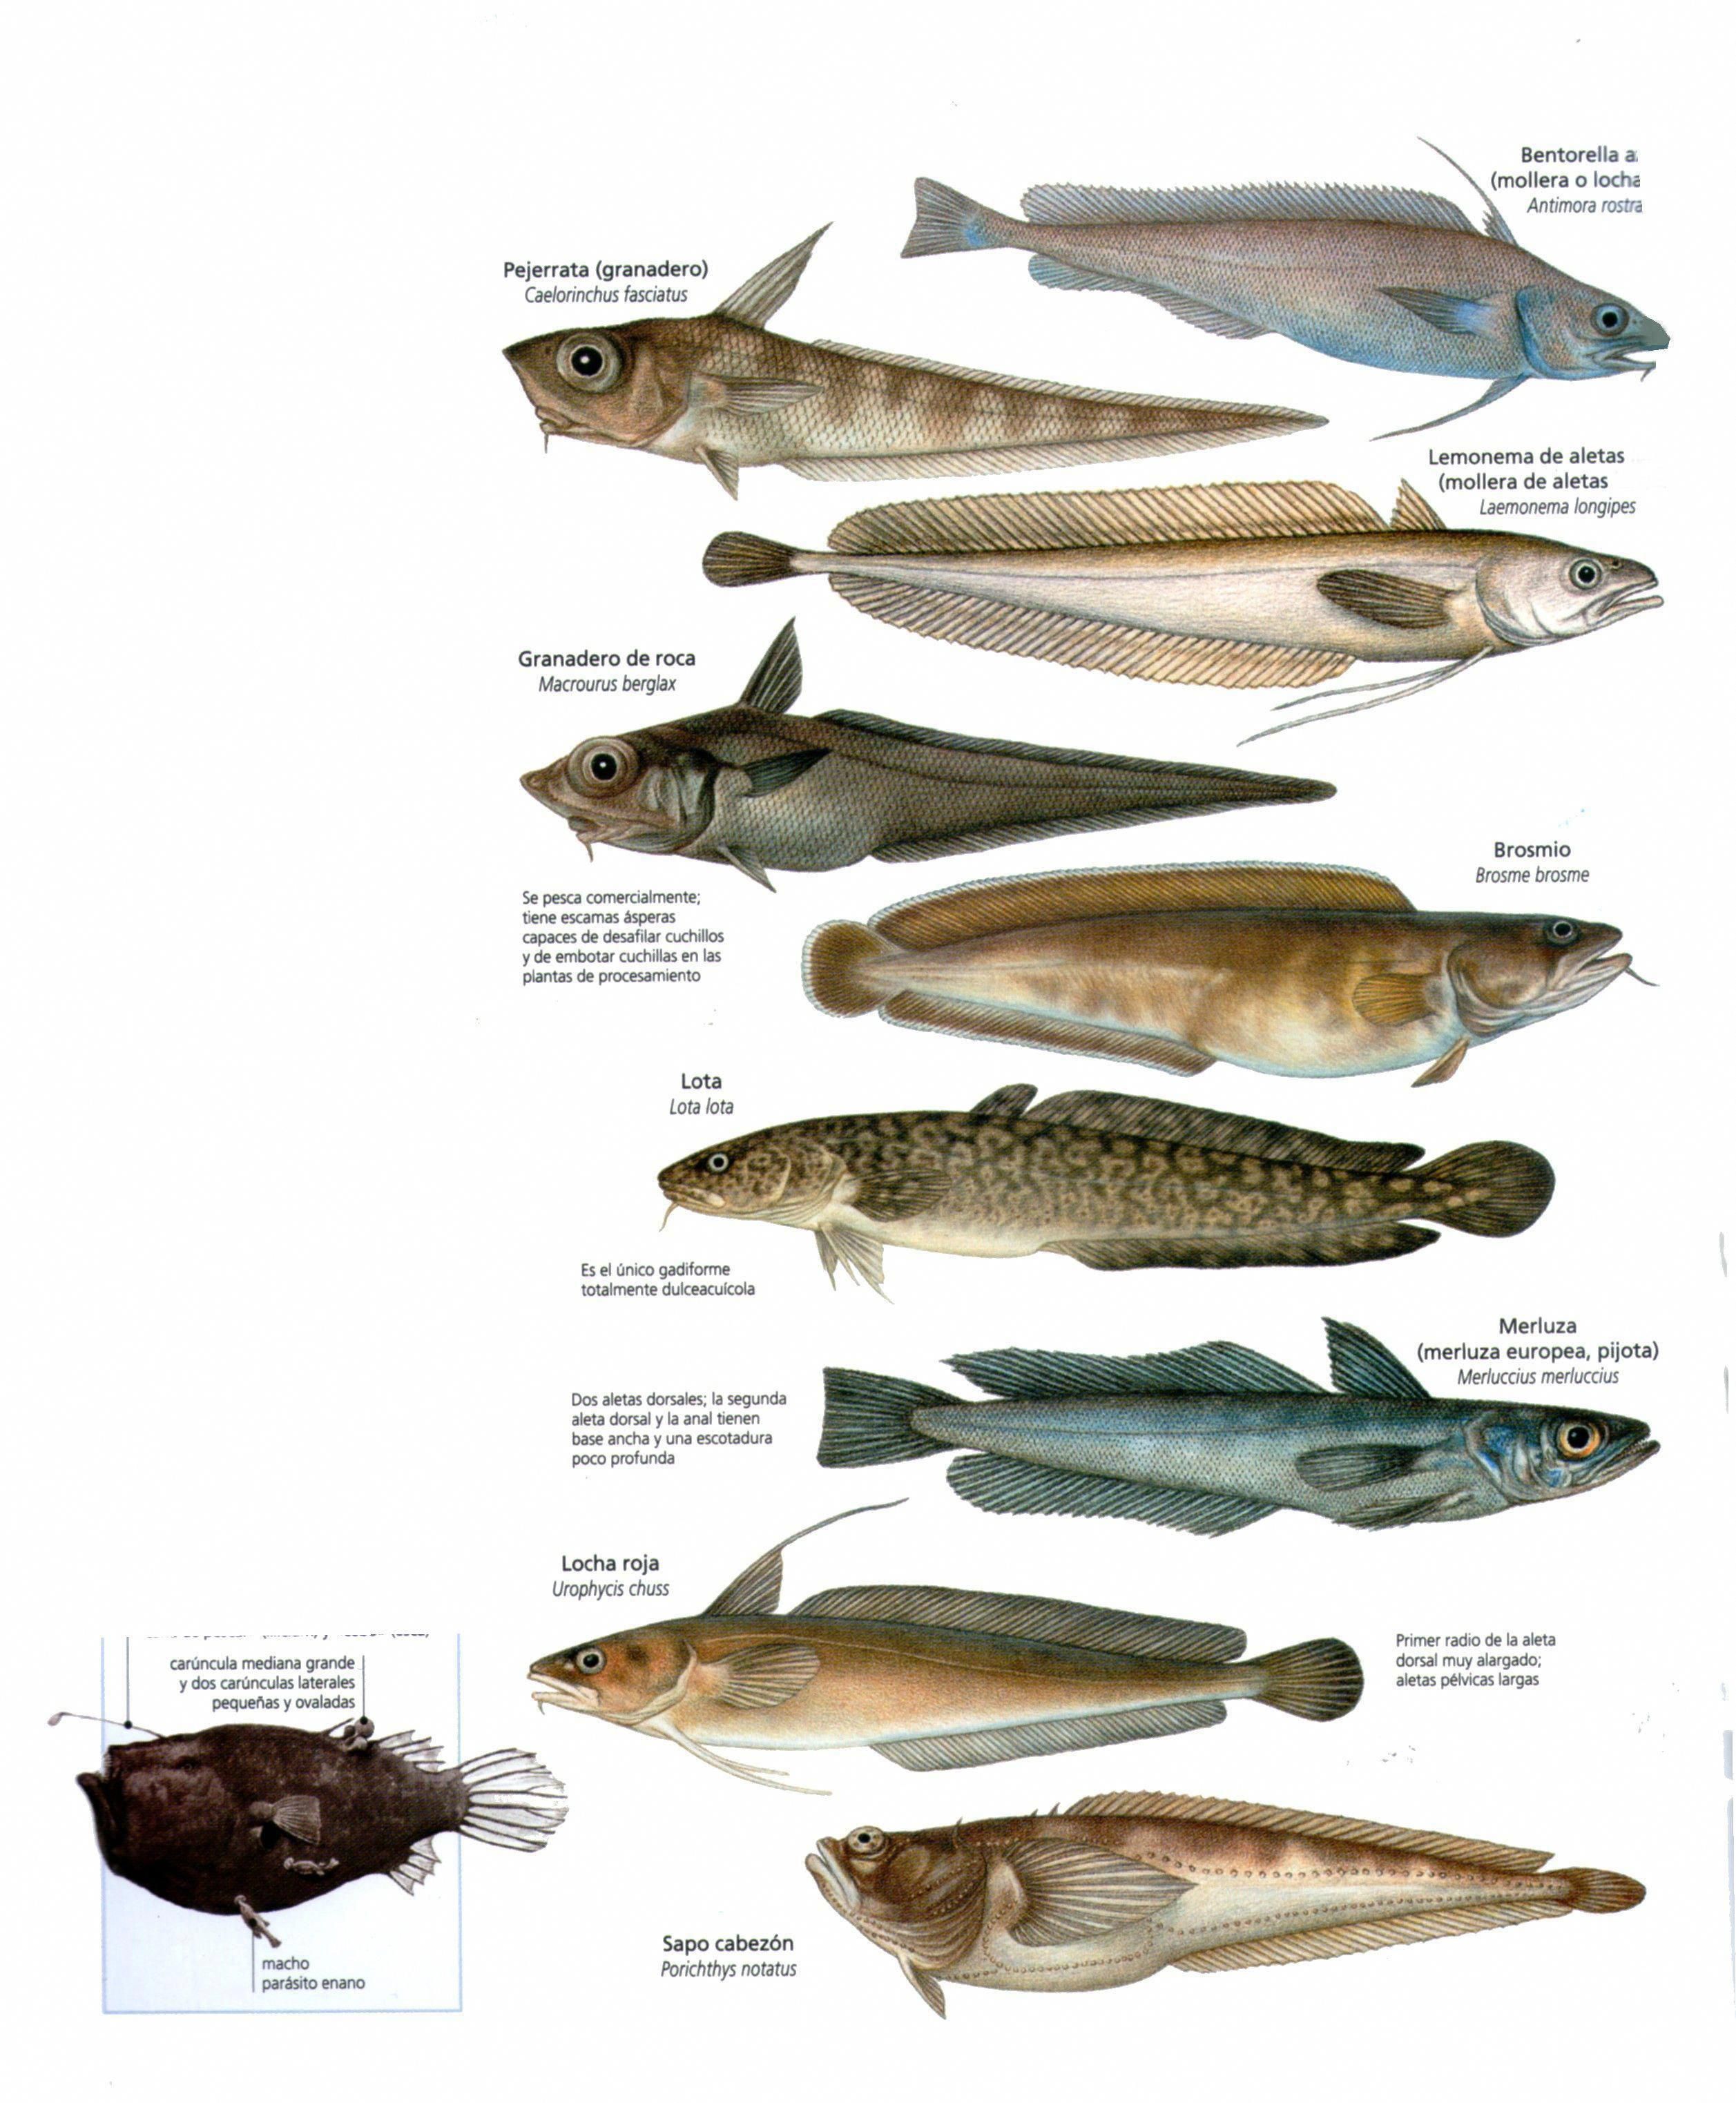 Bentorella
(mollera o locha
Antimora rostra
Pejerrata (granadero)
Caelorinchus fasciatus
Lemonema de aletas
(mollera de aletas
Laemonema longipes
Granadero de roca
Macrourus berglax
Se pesca comercialmente;
tiene escamas ásperas
capaces de desafilar cuchillos
y de embotar cuchillas en las
plantas de procesamiento
Brosmio
Brosme brosme
Lota
Lota lota
Es el único gadiforme
totalmente dulceacuícola
Merluza
(merluza europea, pijota)
Merluccius merluccius
Dos aletas dorsales; la segunda
aleta dorsal y la anal tienen
base ancha y una escotadura
poco profunda
Locha roja
Urophycis chuss
Primer radio de la aleta
dorsal muy alargado;
aletas pélvicas largas
carúncula mediana grande
y dos carúnculas laterales
pequeñas y ovaladas
macho
parásito enano
Sapo cabezón
Porichthys notatus